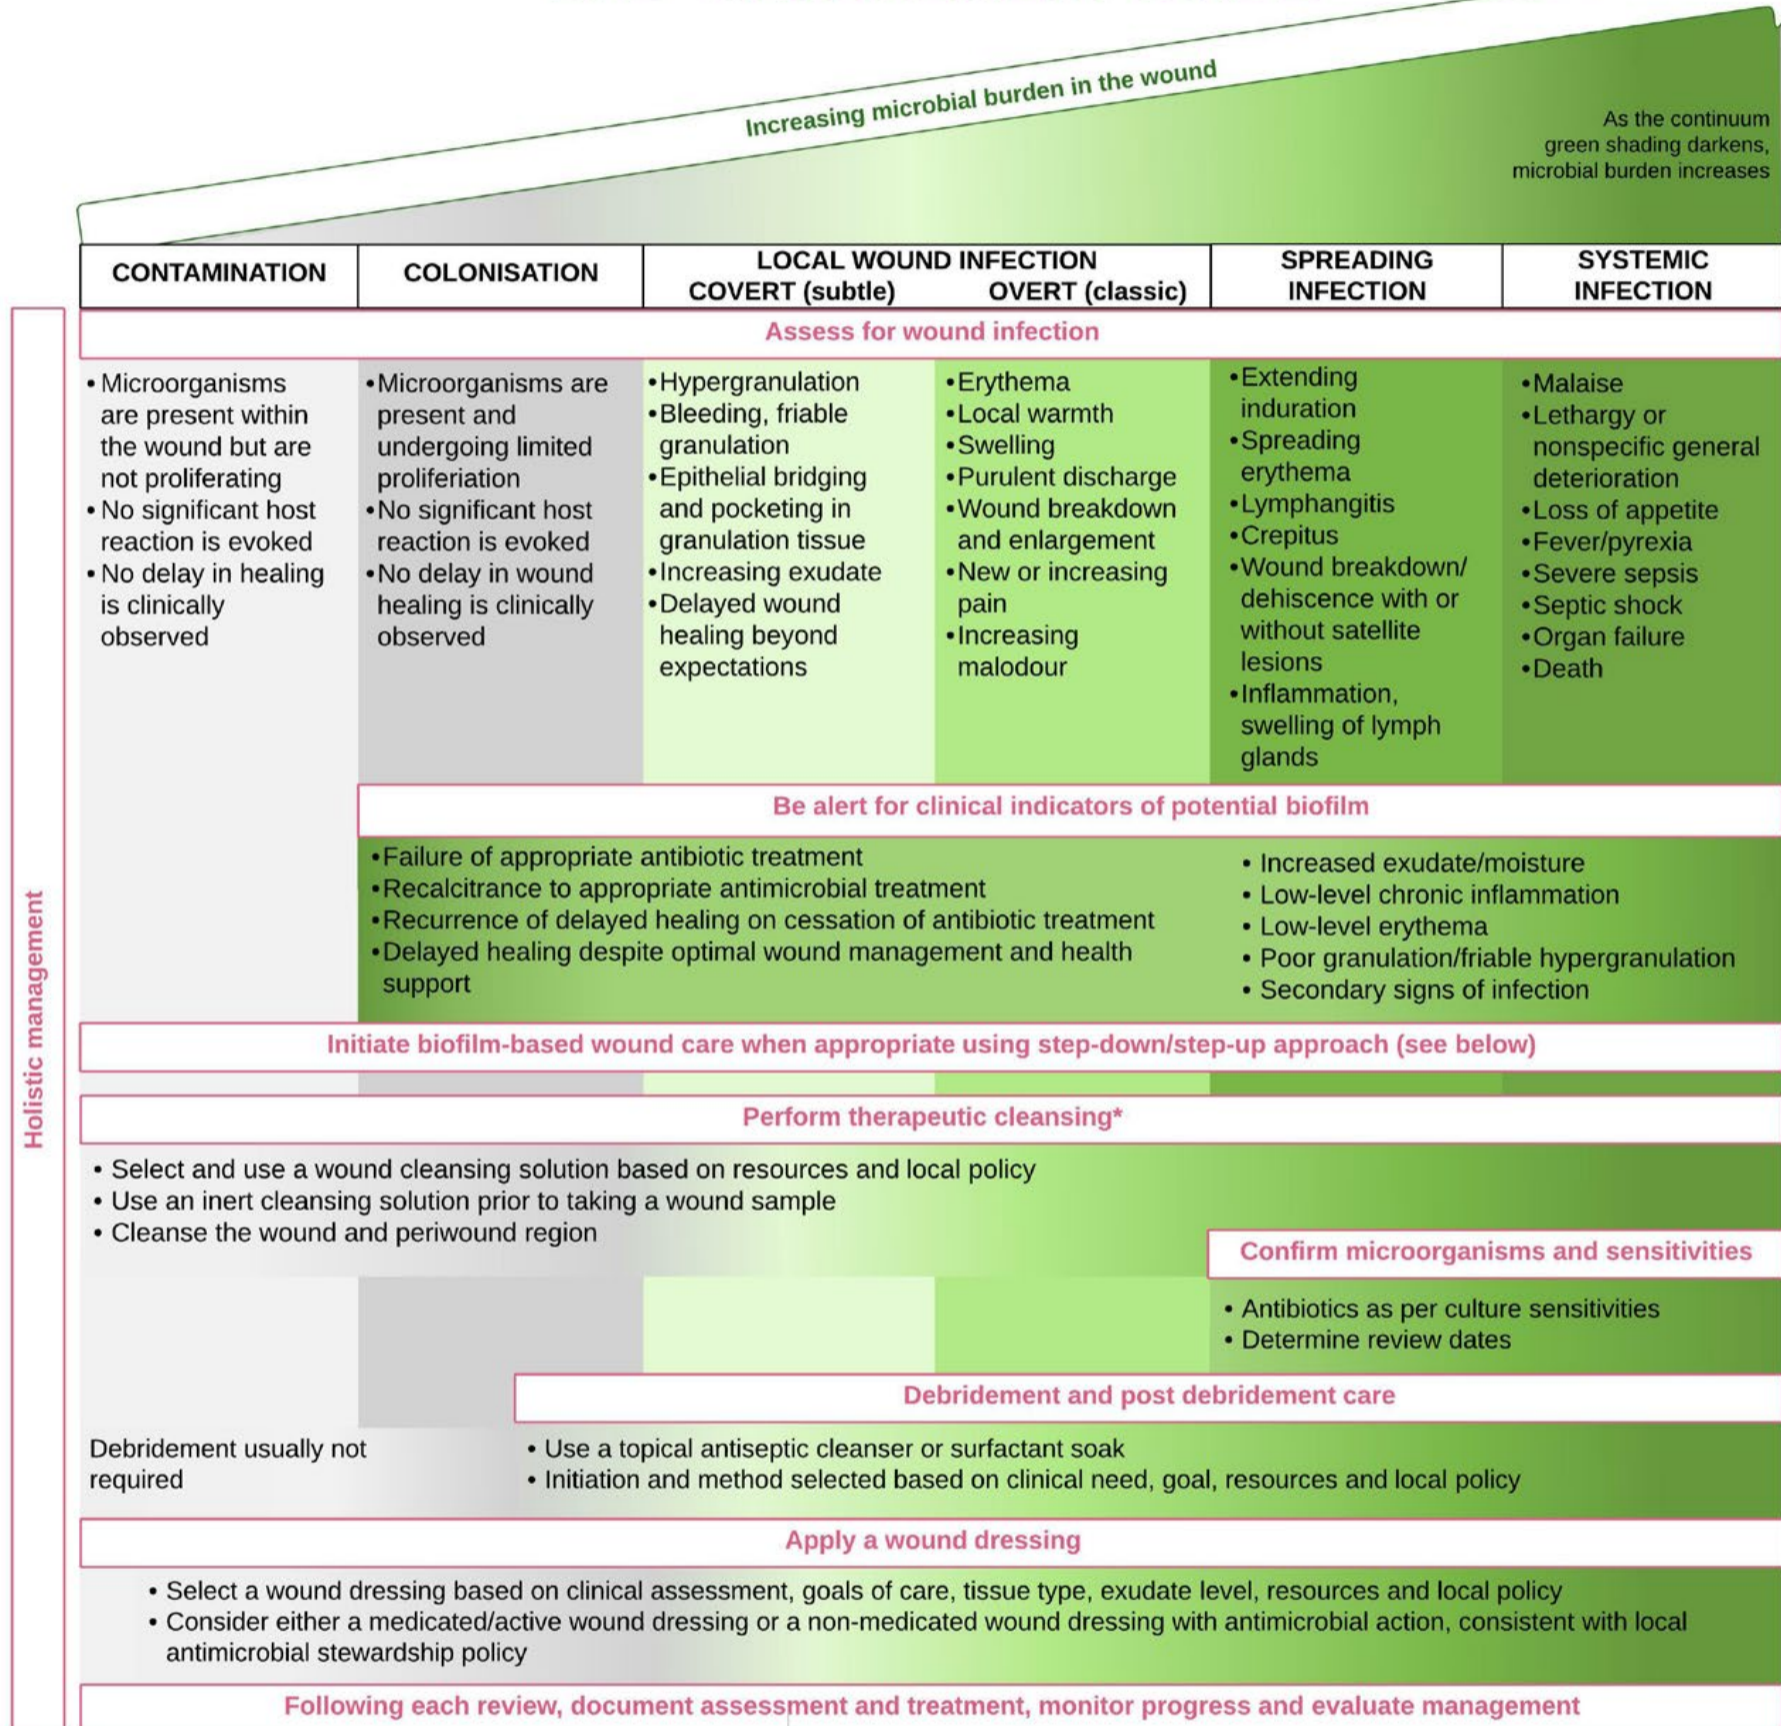 Increasing microbial burden in the wound
As the continuum
green shading darkens,
microbial burden increases
CONTAMINATION
COLONISATION
LOCAL WOUND INFECTION
COVERT (subtle) OVERT (classic)
SPREADING
INFECTION
SYSTEMIC
INFECTION
Holistic management
Assess for wound infection
• Microorganisms
are present within
the wound but are
not proliferating
• No significant host
reaction is evoked
• No delay in healing
is clinically
observed
• Microorganisms are
present and
undergoing limited
proliferiation
• No significant host
reaction is evoked
• No delay in wound
healing is clinically
observed
• Hypergranulation
• Bleeding, friable
granulation
• Epithelial bridging
and pocketing in
granulation tissue
• Increasing exudate
• Delayed wound
healing beyond
expectations
• Erythema
• Local warmth
• Swelling
• Purulent discharge
• Wound breakdown
and enlargement
• New or increasing
pain
• Increasing
malodour
• Extending
induration
• Spreading
erythema
• Lymphangitis
• Crepitus
• Wound breakdown/
dehiscence with or
without satellite
lesions
• Inflammation,
swelling of lymph
glands
• Malaise
• Lethargy or
nonspecific general
deterioration
• Loss of appetite
• Fever/pyrexia
• Severe sepsis
• Septic shock
• Organ failure
• Death
Be alert for clinical indicators of potential biofilm
• Failure of appropriate antibiotic treatment
• Recalcitrance to appropriate antimicrobial treatment
• Recurrence of delayed healing on cessation of antibiotic treatment
• Delayed healing despite optimal wound management and health
support
• Increased exudate/moisture
• Low-level chronic inflammation
• Low-level erythema
• Poor granulation/friable hypergranulation
• Secondary signs of infection
Initiate biofilm-based wound care when appropriate using step-down/step-up approach (see below)
Perform therapeutic cleansing*
• Select and use a wound cleansing solution based on resources and local policy
• Use an inert cleansing solution prior to taking a wound sample
• Cleanse the wound and periwound region
Confirm microorganisms and sensitivities
• Antibiotics as per culture sensitivities
• Determine review dates
Debridement and post debridement care
Debridement usually not
required
• Use a topical antiseptic cleanser or surfactant soak
• Initiation and method selected based on clinical need, goal, resources and local policy
Apply a wound dressing
• Select a wound dressing based on clinical assessment, goals of care, tissue type, exudate level, resources and local policy
• Consider either a medicated/active wound dressing or a non-medicated wound dressing with antimicrobial action, consistent with local
antimicrobial stewardship policy
Following each review, document assessment and treatment, monitor progress and evaluate management